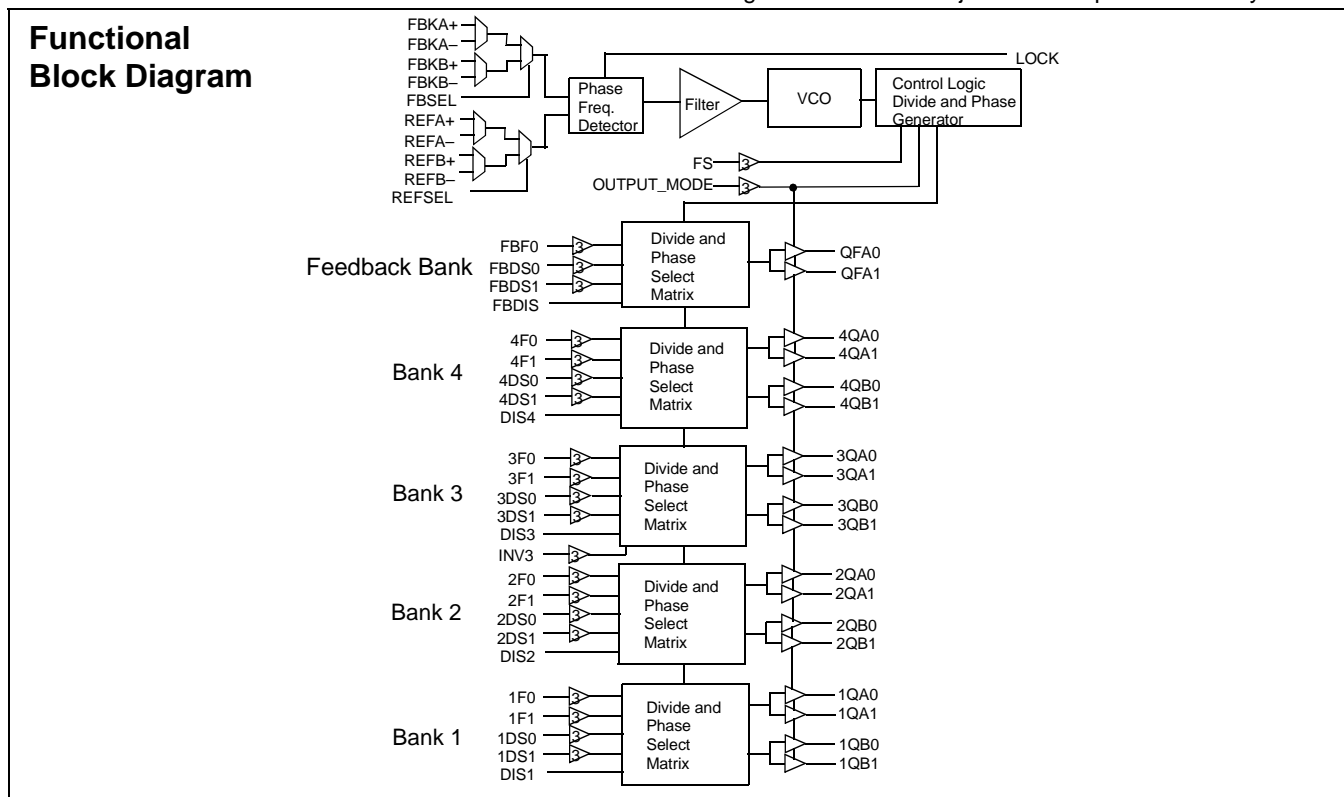 Functional
Block Diagram
FBKA+
FBKA–
FBKB+
FBKB–
FBSEL
REFA+
REFA–
REFB+
REFB–
REFSEL
Phase
Freq.
Detector
Filter
VCO
Control Logic
Divide and Phase
Generator
LOCK
FS
3
OUTPUT_MODE
3
Feedback Bank
FBF0
3
FBDS0
3
FBDS1
3
FBDIS
Divide and
Phase
Select
Matrix
QFA0
QFA1
Bank 4
4F0
3
4F1
3
4DS0
3
4DS1
3
DIS4
Divide and
Phase
Select
Matrix
4QA0
4QA1
4QB0
4QB1
Bank 3
3F0
3
3F1
3
3DS0
3
3DS1
3
DIS3
INV3
3
Divide and
Phase
Select
Matrix
3QA0
3QA1
3QB0
3QB1
Bank 2
2F0
3
2F1
3
2DS0
3
2DS1
3
DIS2
Divide and
Phase
Select
Matrix
2QA0
2QA1
2QB0
2QB1
Bank 1
1F0
3
1F1
3
1DS0
3
1DS1
3
DIS1
Divide and
Phase
Select
Matrix
1QA0
1QA1
1QB0
1QB1